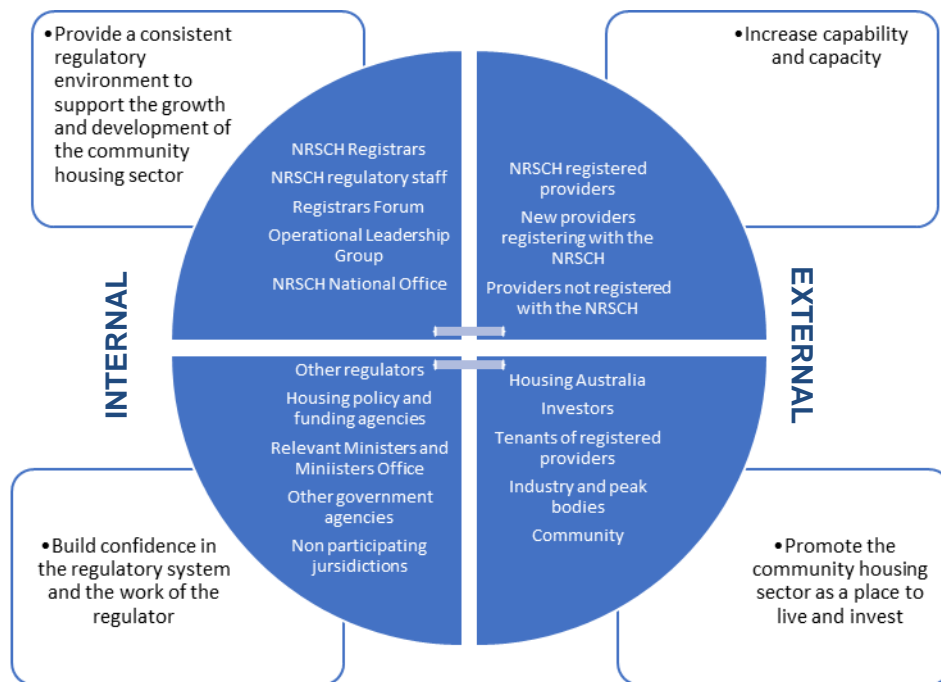 •Provide a consistent
regulatory
environment to
support the growth
and development of
the community
housing sector
•Increase capability
and capacity
NRSCH Registrars
NRSCH regulatory staff
Registrars Forum
Operational Leadership
Group
NRSCH National Office
NRSCH registered
providers
New providers
registering with the
NRSCH
Providers not registered
with the NRSCH
INTERNAL
EXTERNAL
Other regulators
Housing policy and
funding agencies
Relevant Ministers and
Miniisters Office
Other government
agencies
Non participating
jursidictions
Housing Australia
Investors
Tenants of registered
providers
Industry and peak
bodies
Community
•Build confidence in
the regulatory system
and the work of the
regulator
•Promote the
community housing
sector as a place to
live and invest